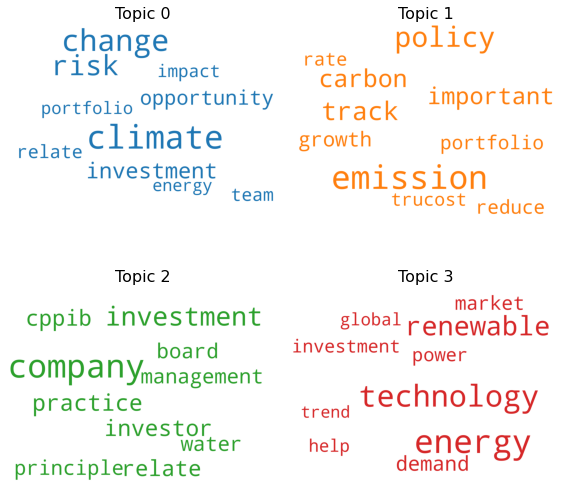 Topic 0
change
risk
impact
opportunity
portfolio
climate
relate
investment
energy
team
Topic 1
policy
rate
carbon
important
track
growth
portfolio
emission
trucost
reduce
Topic 2
cppib investment
board
company
management
practice
investor
water
principle relate
Topic 3
market
global
renewable
investment
power
technology
trend
energy
help
demand